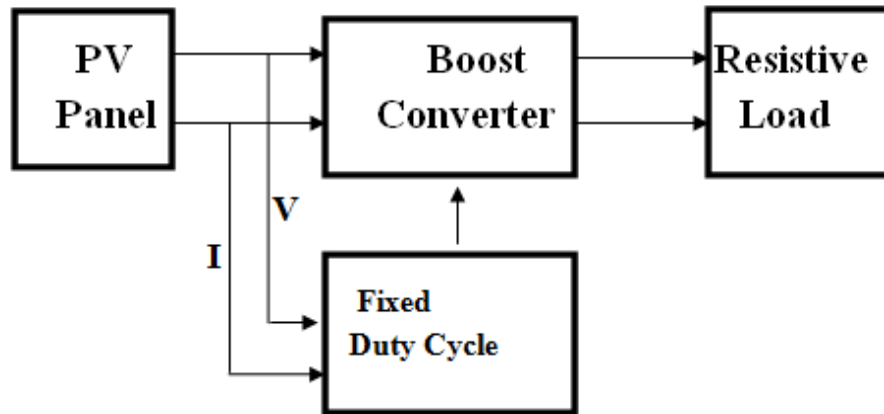 PV
Panel
Boost
Converter
Resistive
Load
V
I
Fixed
Duty Cycle